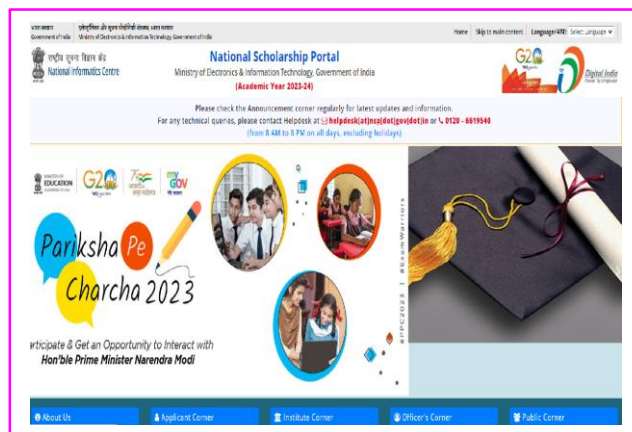 भारत सरकार
Government of India
इलेक्ट्रॉनिक्स और सूचना प्रौद्योगिकी मंत्रालय, भारत सरकार
Ministry of Electronics & Information Technology, Government of India
Home
Skip to main content
Language/भाषा: Select Language
राष्ट्रीय सूचना विज्ञान केंद्र
National Informatics Centre
National Scholarship Portal
Ministry of Electronics & Information Technology, Government of India
(Academic Year 2023-24)
G20
Digital India
Power To Empower
Please check the Announcement corner regularly for latest updates and information.
For any technical queries, please contact Helpdesk at helpdesk[at]nsp[dot]gov[dot]in or 0120 - 6619540
(from 8 AM to 8 PM on all days, excluding holidays)
MINISTRY OF
EDUCATION
G20
my
GOV
मेरी सरकार
Pariksha Pe
Charcha 2023
articipate & Get an Opportunity to Interact with
Hon'ble Prime Minister Narendra Modi
#PPC2023 | #ExamWarriors
About Us
Applicant Corner
Institute Corner
Officer's Corner
Public Corner